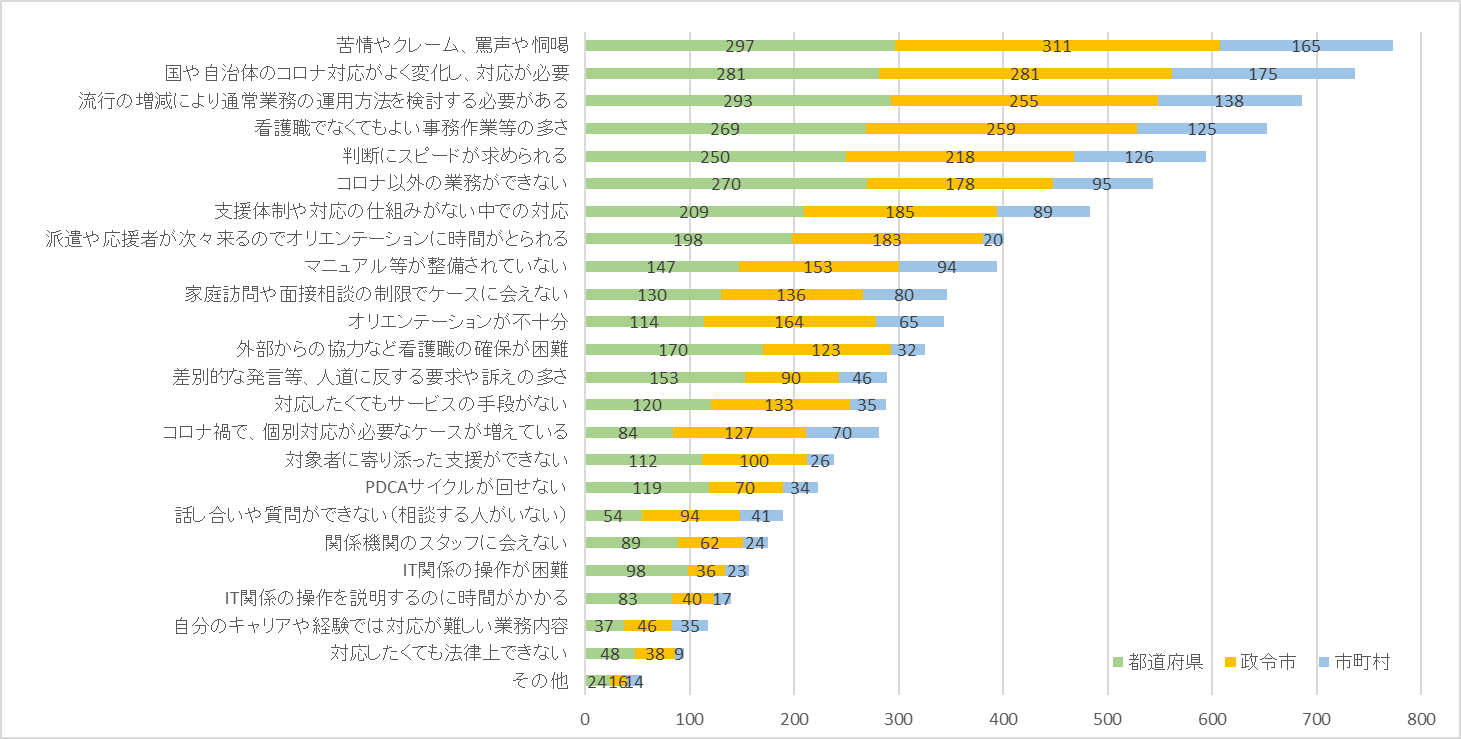 苦情やクレーム、罵声や恫喝 297 311 165
国や自治体のコロナ対応がよく変化し、対応が必要 281 281 175
流行の増減により通常業務の運用方法を検討する必要がある 293 255 138
看護職でなくてもよい事務作業等の多さ 269 259 125
判断にスピードが求められる 250 218 126
コロナ以外の業務ができない 270 178 95
支援体制や対応の仕組みがない中での対応 209 185 89
派遣や応援者が次々来るのでオリエンテーションに時間がとられる 198 183 20
マニュアル等が整備されていない 147 153 94
家庭訪問や面接相談の制限でケースに会えない 130 136 80
オリエンテーションが不十分 114 164 65
外部からの協力など看護職の確保が困難 170 123 32
差別的な発言等、人道に反する要求や訴えの多さ 153 90 46
対応したくてもサービスの手段がない 120 133 35
コロナ禍で、個別対応が必要なケースが増えている 84 127 70
対象者に寄り添った支援ができない 112 100 26
PDCAサイクルが回せない 119 70 34
話し合いや質問ができない(相談する人がいない) 54 94 41
関係機関のスタッフに会えない 89 62 24
IT関係の操作が困難 98 36 23
IT関係の操作を説明するのに時間がかかる 83 40 17
自分のキャリアや経験では対応が難しい業務内容 37 46 35
対応したくても法律上できない 48 38 9
その他 24 16 14
都道府県 政令市 市町村
0 100 200 300 400 500 600 700 800